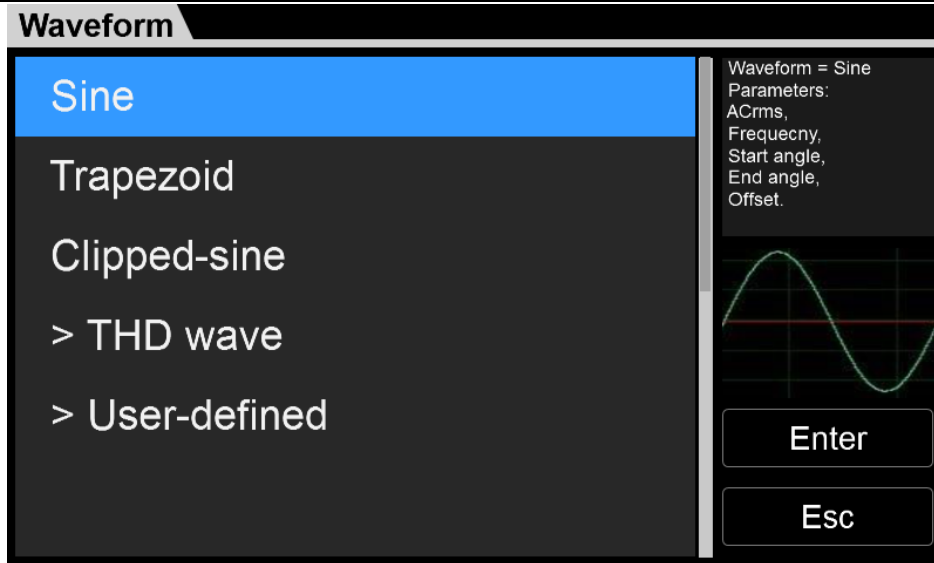 Waveform
Sine
Trapezoid
Clipped-sine
> THD wave
> User-defined
Waveform = Sine
Parameters:
ACrms,
Frequecny,
Start angle,
End angle,
Offset.
Enter
Esc